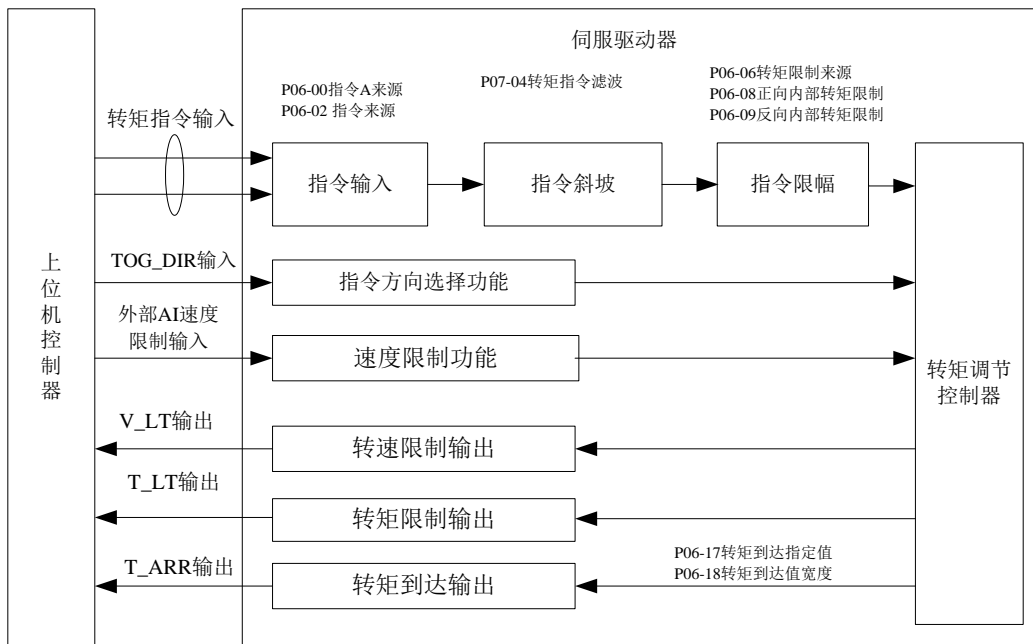 伺服驱动器
P06-00指令A来源
P06-02 指令来源
P07-04转矩指令滤波
P06-06转矩限制来源
P06-08正向内部转矩限制
P06-09反向内部转矩限制
转矩指令输入
指令输入
指令斜坡
指令限幅
上位机控制器
TOG_DIR输入
指令方向选择功能
外部AI速度
限制输入
速度限制功能
转矩调节
控制器
V_LT输出
转速限制输出
T_LT输出
转矩限制输出
P06-17转矩到达指定值
P06-18转矩到达值宽度
T_ARR输出
转矩到达输出